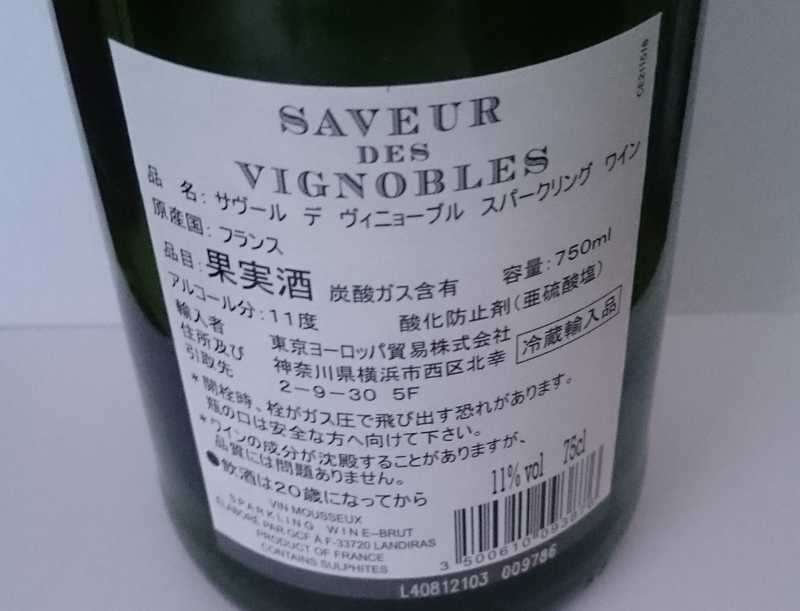 SAVEUR
DES
VIGNOBLES
品 名:サヴール デ ヴィニョーブル スパークリング ワイン
原産国:フランス
品目:果実酒 炭酸ガス含有 容量:750ml
アルコール分:11度 酸化防止剤(亜硫酸塩)
輸入者 東京ヨーロッパ貿易株式会社 冷蔵輸入品
住所及び 神奈川県横浜市西区北幸
引取先 2-9-30 5F
*開栓時、栓がガス圧で飛び出す恐れがあります。
瓶の口は安全な方へ向けて下さい。
*ワインの成分が沈殿することがありますが、
品質には問題ありません。
●飲酒は20歳になってから
11% vol 75cl
VIN MOUSSEUX
SPARKLING WINE-BRUT
ELABORÉ PAR GCF À F-33720 LANDIRAS
PRODUCT OF FRANCE
CONTAINS SULPHITES
3 500610
L40812103 009786